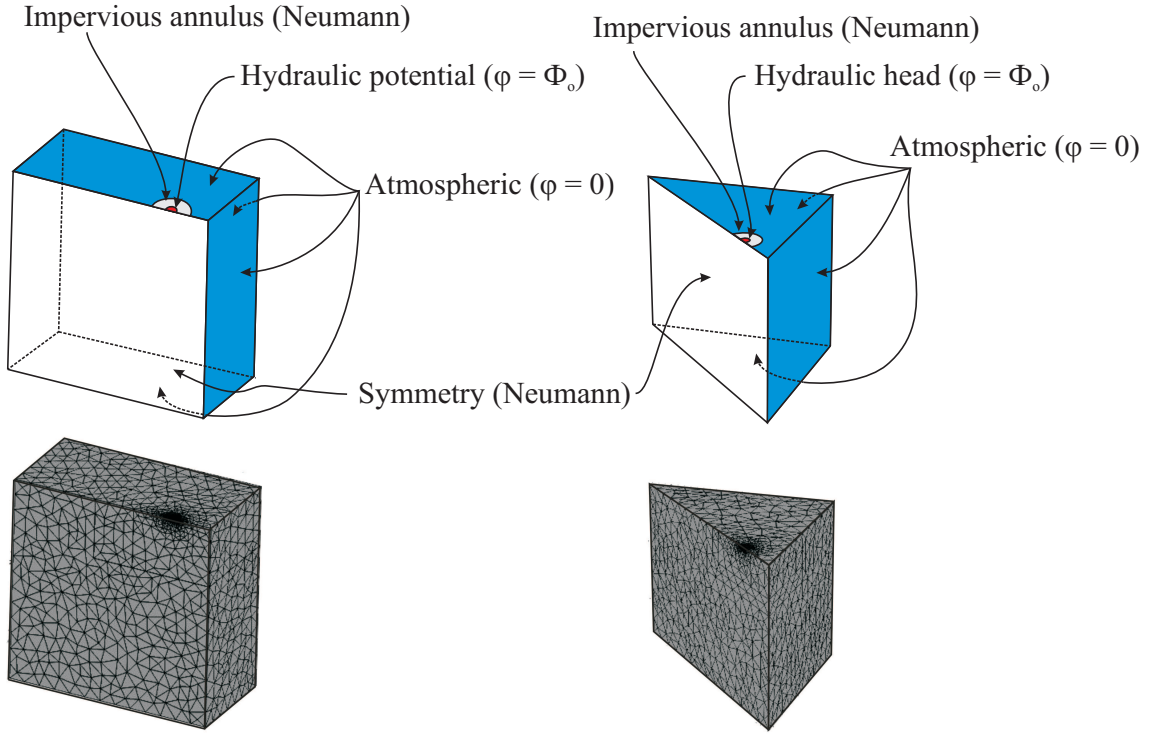 Impervious annulus (Neumann)
Impervious annulus (Neumann)
Hydraulic potential (φ = Φₒ)
Hydraulic head (φ = Φₒ)
Atmospheric (φ = 0)
Atmospheric (φ = 0)
Symmetry (Neumann)